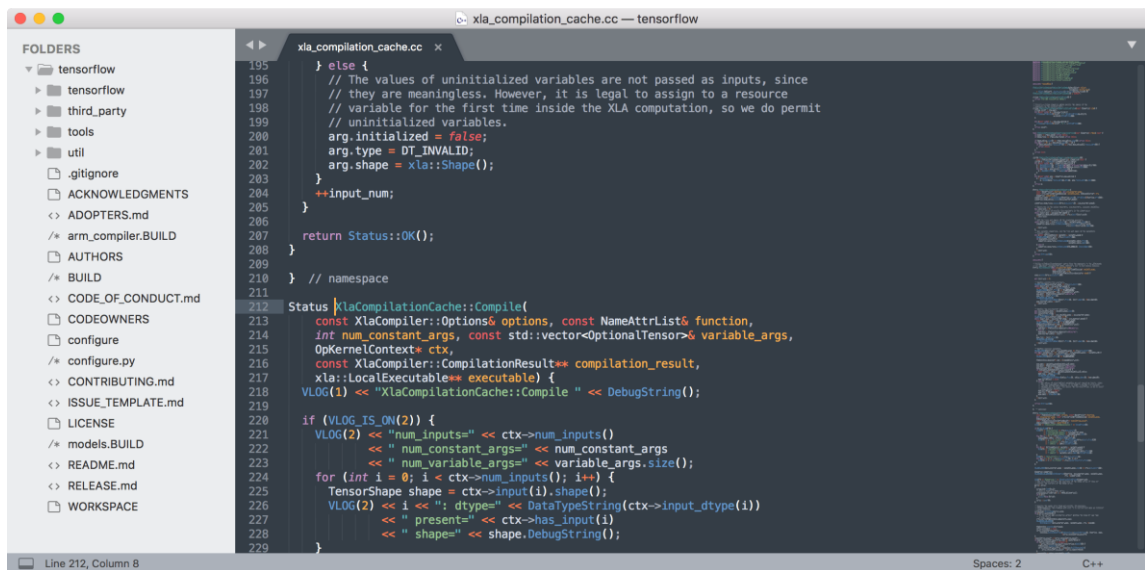 xla_compilation_cache.cc — tensorflow
FOLDERS
tensorflow
tensorflow
third_party
tools
util
.gitignore
ACKNOWLEDGMENTS
<> ADOPTERS.md
/* arm_compiler.BUILD
AUTHORS
/* BUILD
<> CODE_OF_CONDUCT.md
CODEOWNERS
configure
/* configure.py
<> CONTRIBUTING.md
<> ISSUE_TEMPLATE.md
LICENSE
/* models.BUILD
<> README.md
<> RELEASE.md
WORKSPACE
xla_compilation_cache.cc ×
195 } else {
196 // The values of uninitialized variables are not passed as inputs, since
197 // they are meaningless. However, it is legal to assign to a resource
198 // variable for the first time inside the XLA computation, so we do permit
199 // uninitialized variables.
200 arg.initialized = false;
201 arg.type = DT_INVALID;
202 arg.shape = xla::Shape();
203 }
204 ++input_num;
205 }
206
207 return Status::OK();
208 }
209
210 } // namespace
211
212 Status XlaCompilationCache::Compile(
213 const XlaCompiler::Options& options, const NameAttrList& function,
214 int num_constant_args, const std::vector<OptionalTensor>& variable_args,
215 OpKernelContext* ctx,
216 const XlaCompiler::CompilationResult** compilation_result,
217 xla::LocalExecutable** executable) {
218 VLOG(1) << "XlaCompilationCache::Compile " << DebugString();
219
220 if (VLOG_IS_ON(2)) {
221 VLOG(2) << "num_inputs=" << ctx->num_inputs()
222 << " num_constant_args=" << num_constant_args
223 << " num_variable_args=" << variable_args.size();
224 for (int i = 0; i < ctx->num_inputs(); i++) {
225 TensorShape shape = ctx->input(i).shape();
226 VLOG(2) << i << ": dtype=" << DataTypeString(ctx->input_dtype(i))
227 << " present=" << ctx->has_input(i)
228 << " shape=" << shape.DebugString();
229 }
Line 212, Column 8
Spaces: 2
C++